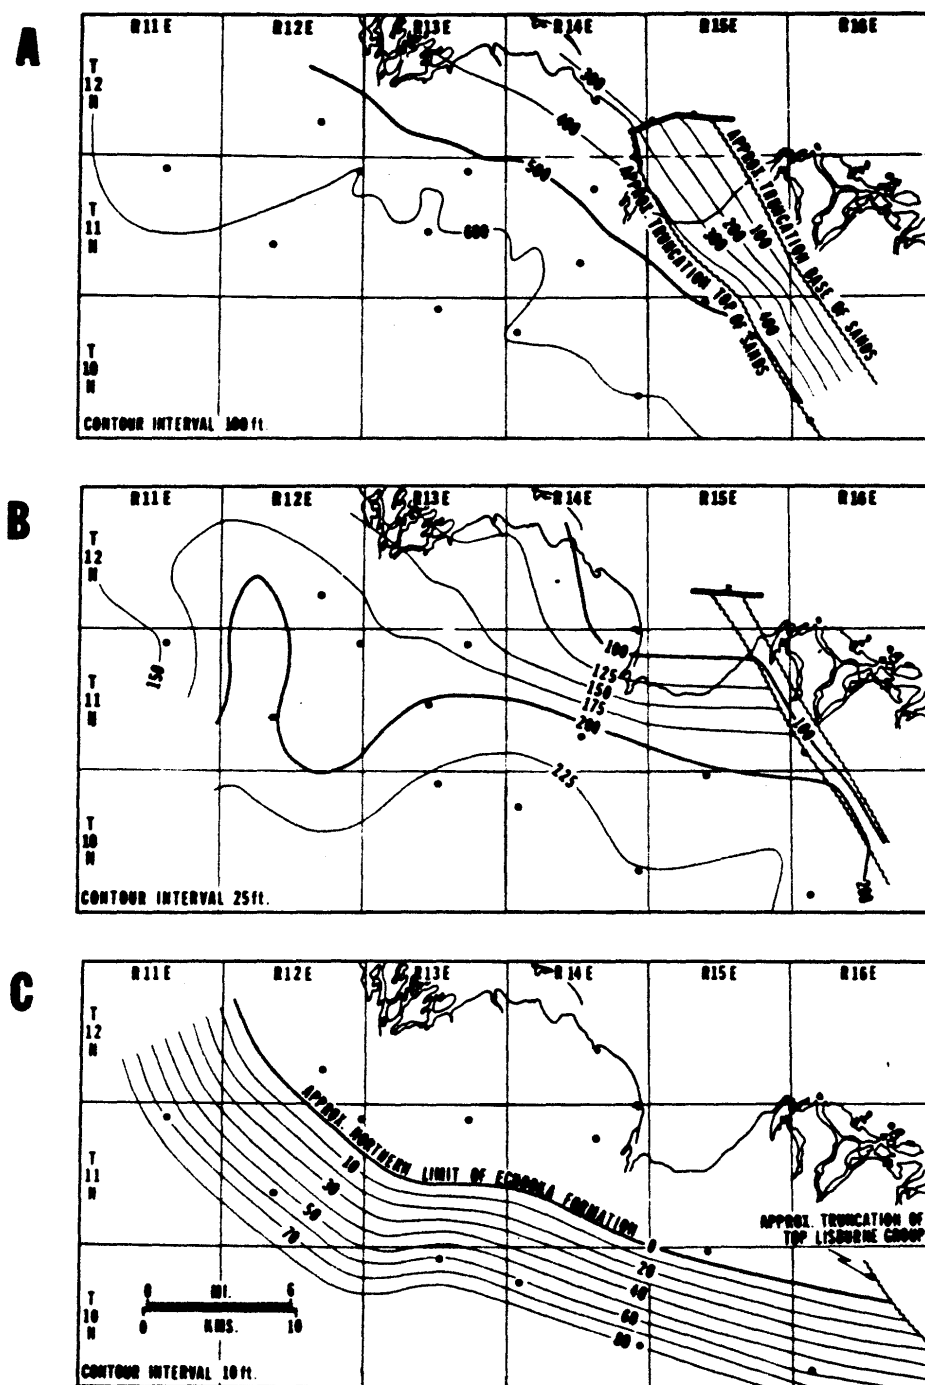 A
R11E R12E R13E R14E R15E R16E
T
12
N
300
400
500
APPROX. TRUNCATION BASE OF SANDS
APPROX. TRUNCATION TOP OF SANDS
T
11
N
600
200
100
300
400
T
10
N
CONTOUR INTERVAL 100 ft.
B
R11E R12E R13E R14E R15E R16E
T
12
N
150
100
125
150
175
200
T
11
N
100
225
T
10
N
CONTOUR INTERVAL 25 ft.
C
R11E R12E R13E R14E R15E R16E
T
12
N
APPROX. NORTHERN LIMIT OF ECHOOKA FORMATION
T
11
N
10
30
50
70
APPROX. TRUNCATION OF
TOP LISBURNE GROUP
0
20
40
60
80
0 MI. 6
0 KMS. 10
T
10
N
CONTOUR INTERVAL 10 ft.